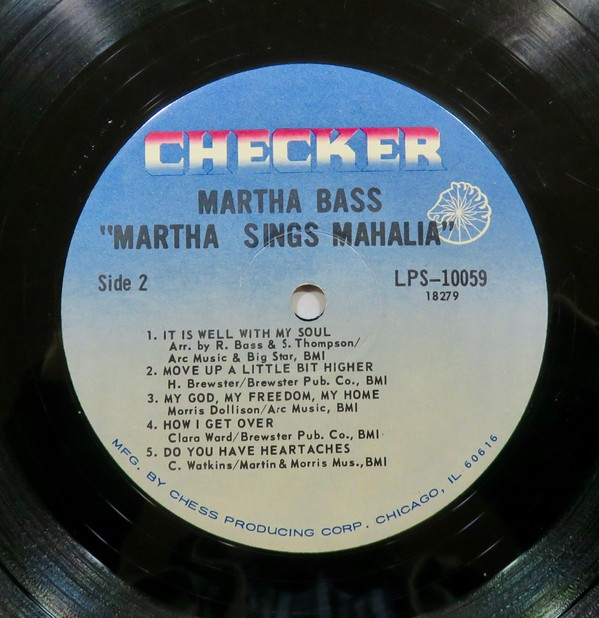 CHECKER
MARTHA BASS
"MARTHA SINGS MAHALIA"
Side 2
LPS-10059
18279
1. IT IS WELL WITH MY SOUL
Arr. by R. Bass & S. Thompson/
Arc Music & Big Star, BMI
2. MOVE UP A LITTLE BIT HIGHER
H. Brewster/Brewster Pub. Co., BMI
3. MY GOD, MY FREEDOM, MY HOME
Morris Dollison/Arc Music, BMI
4. HOW I GET OVER
Clara Ward/Brewster Pub. Co., BMI
5. DO YOU HAVE HEARTACHES
C. Watkins/Martin & Morris Mus., BMI
MFG. BY CHESS PRODUCING CORP. CHICAGO, IL 60616